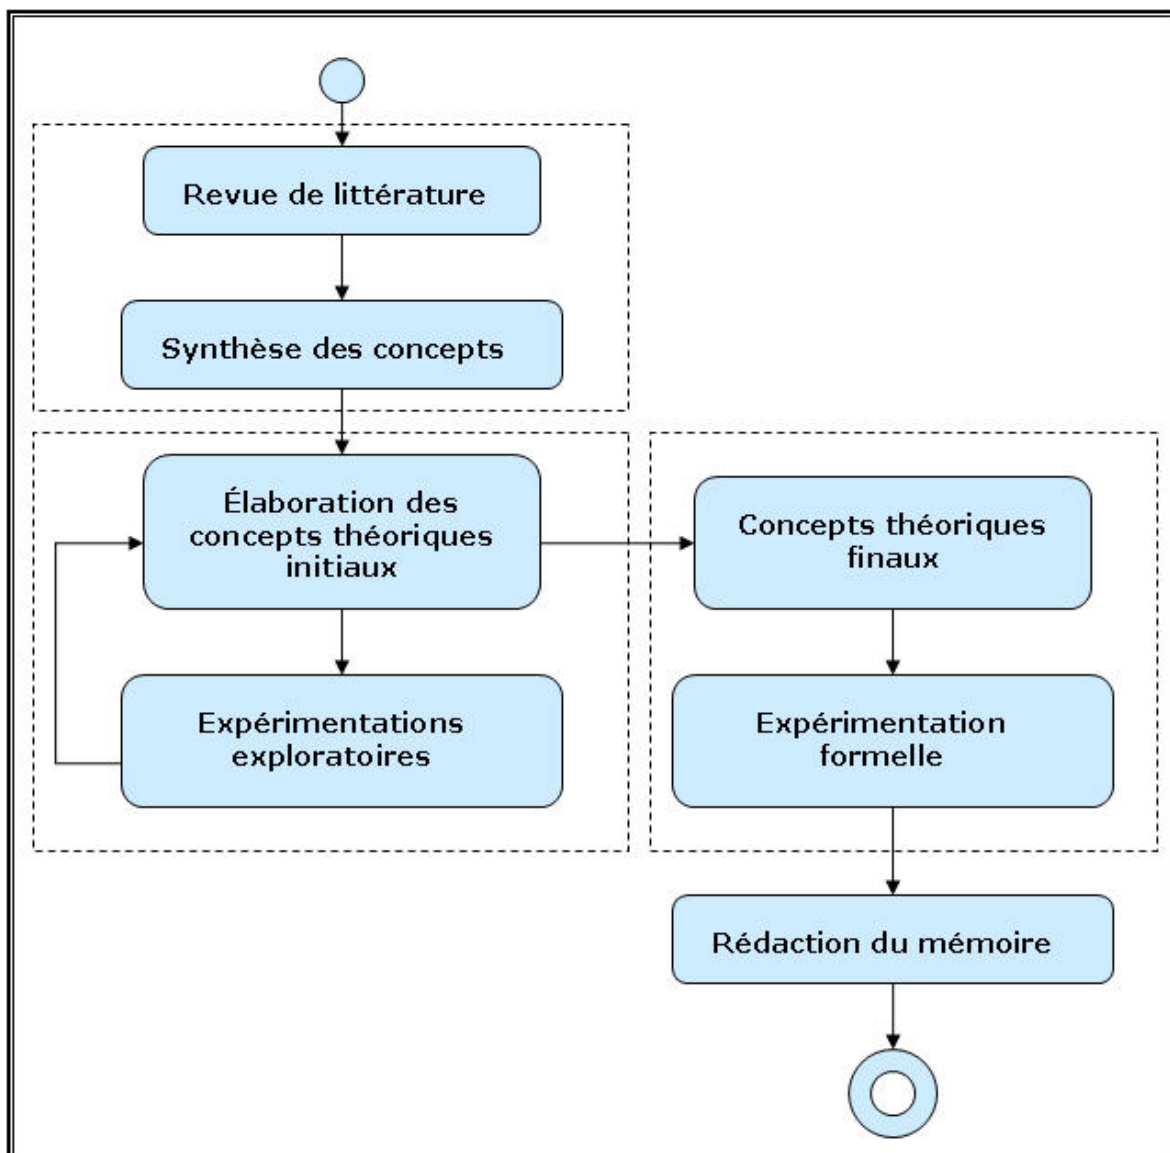 Revue de littérature
Synthèse des concepts
Élaboration des
concepts théoriques
initiaux
Expérimentations
exploratoires
Concepts théoriques
finaux
Expérimentation
formelle
Rédaction du mémoire